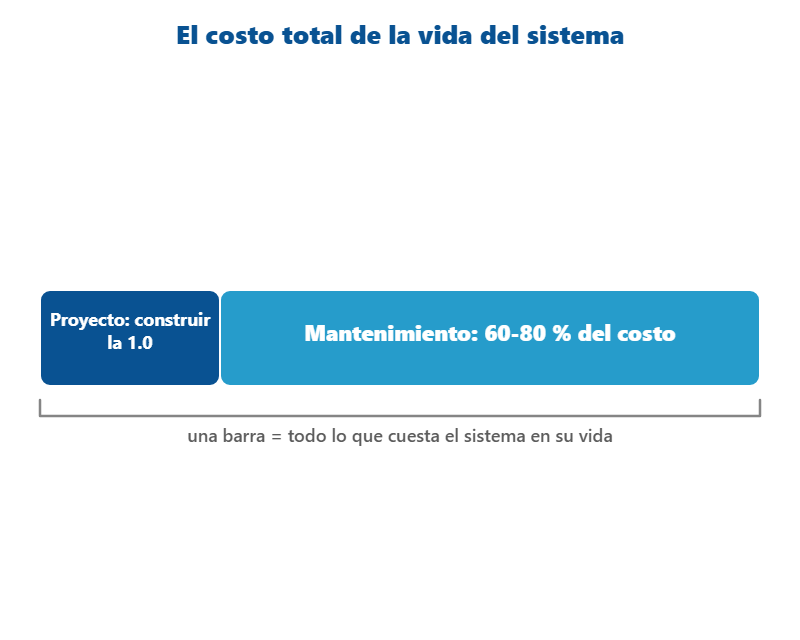 El costo total de la vida del sistema
Proyecto: construir
la 1.0
Mantenimiento: 60-80 % del costo
una barra = todo lo que cuesta el sistema en su vida